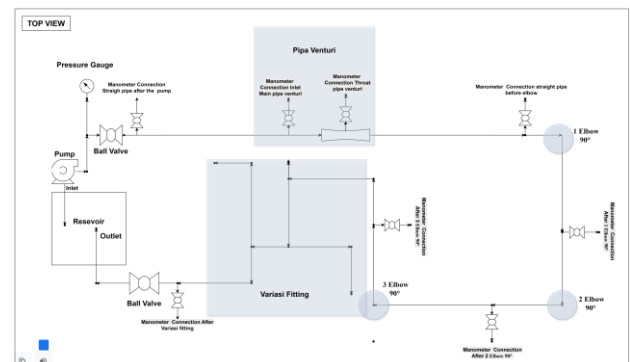 TOP VIEW
Pipa Venturi
Pressure Gauge
Manometer Connection
Straigh pipe after the pump
Manometer
Connection Inlet
Main pipe venturi
Manometer
Connection Throat
pipe venturi
Manometer Connection straight pipe
before elbow
1 Elbow
90°
Ball Valve
Pump
Inlet
Resevoir
Outlet
Manometer Connection
After 3 Elbow 90°
Manometer Connection
After 1 Elbow 90°
Variasi Fitting
3 Elbow
90°
2 Elbow
90°
Ball Valve
Manometer Connection After
Variasi fitting
Manometer Connection
After 2 Elbow 90°